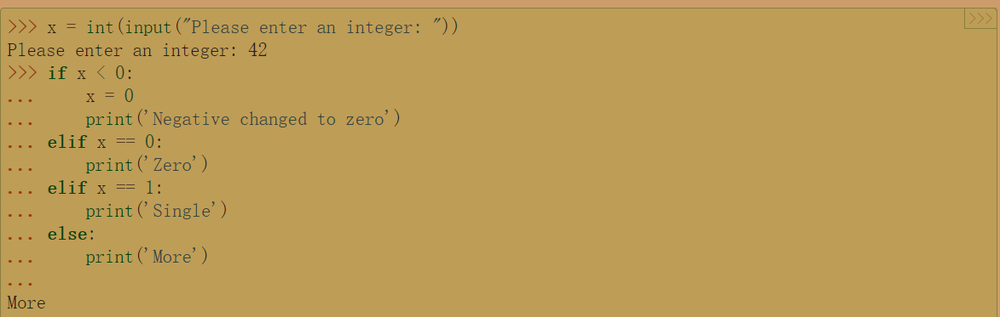 >>> x = int(input("Please enter an integer: "))
>>>
Please enter an integer: 42
>>> if x < 0:
...     x = 0
...     print('Negative changed to zero')
... elif x == 0:
...     print('Zero')
... elif x == 1:
...     print('Single')
... else:
...     print('More')
...
More